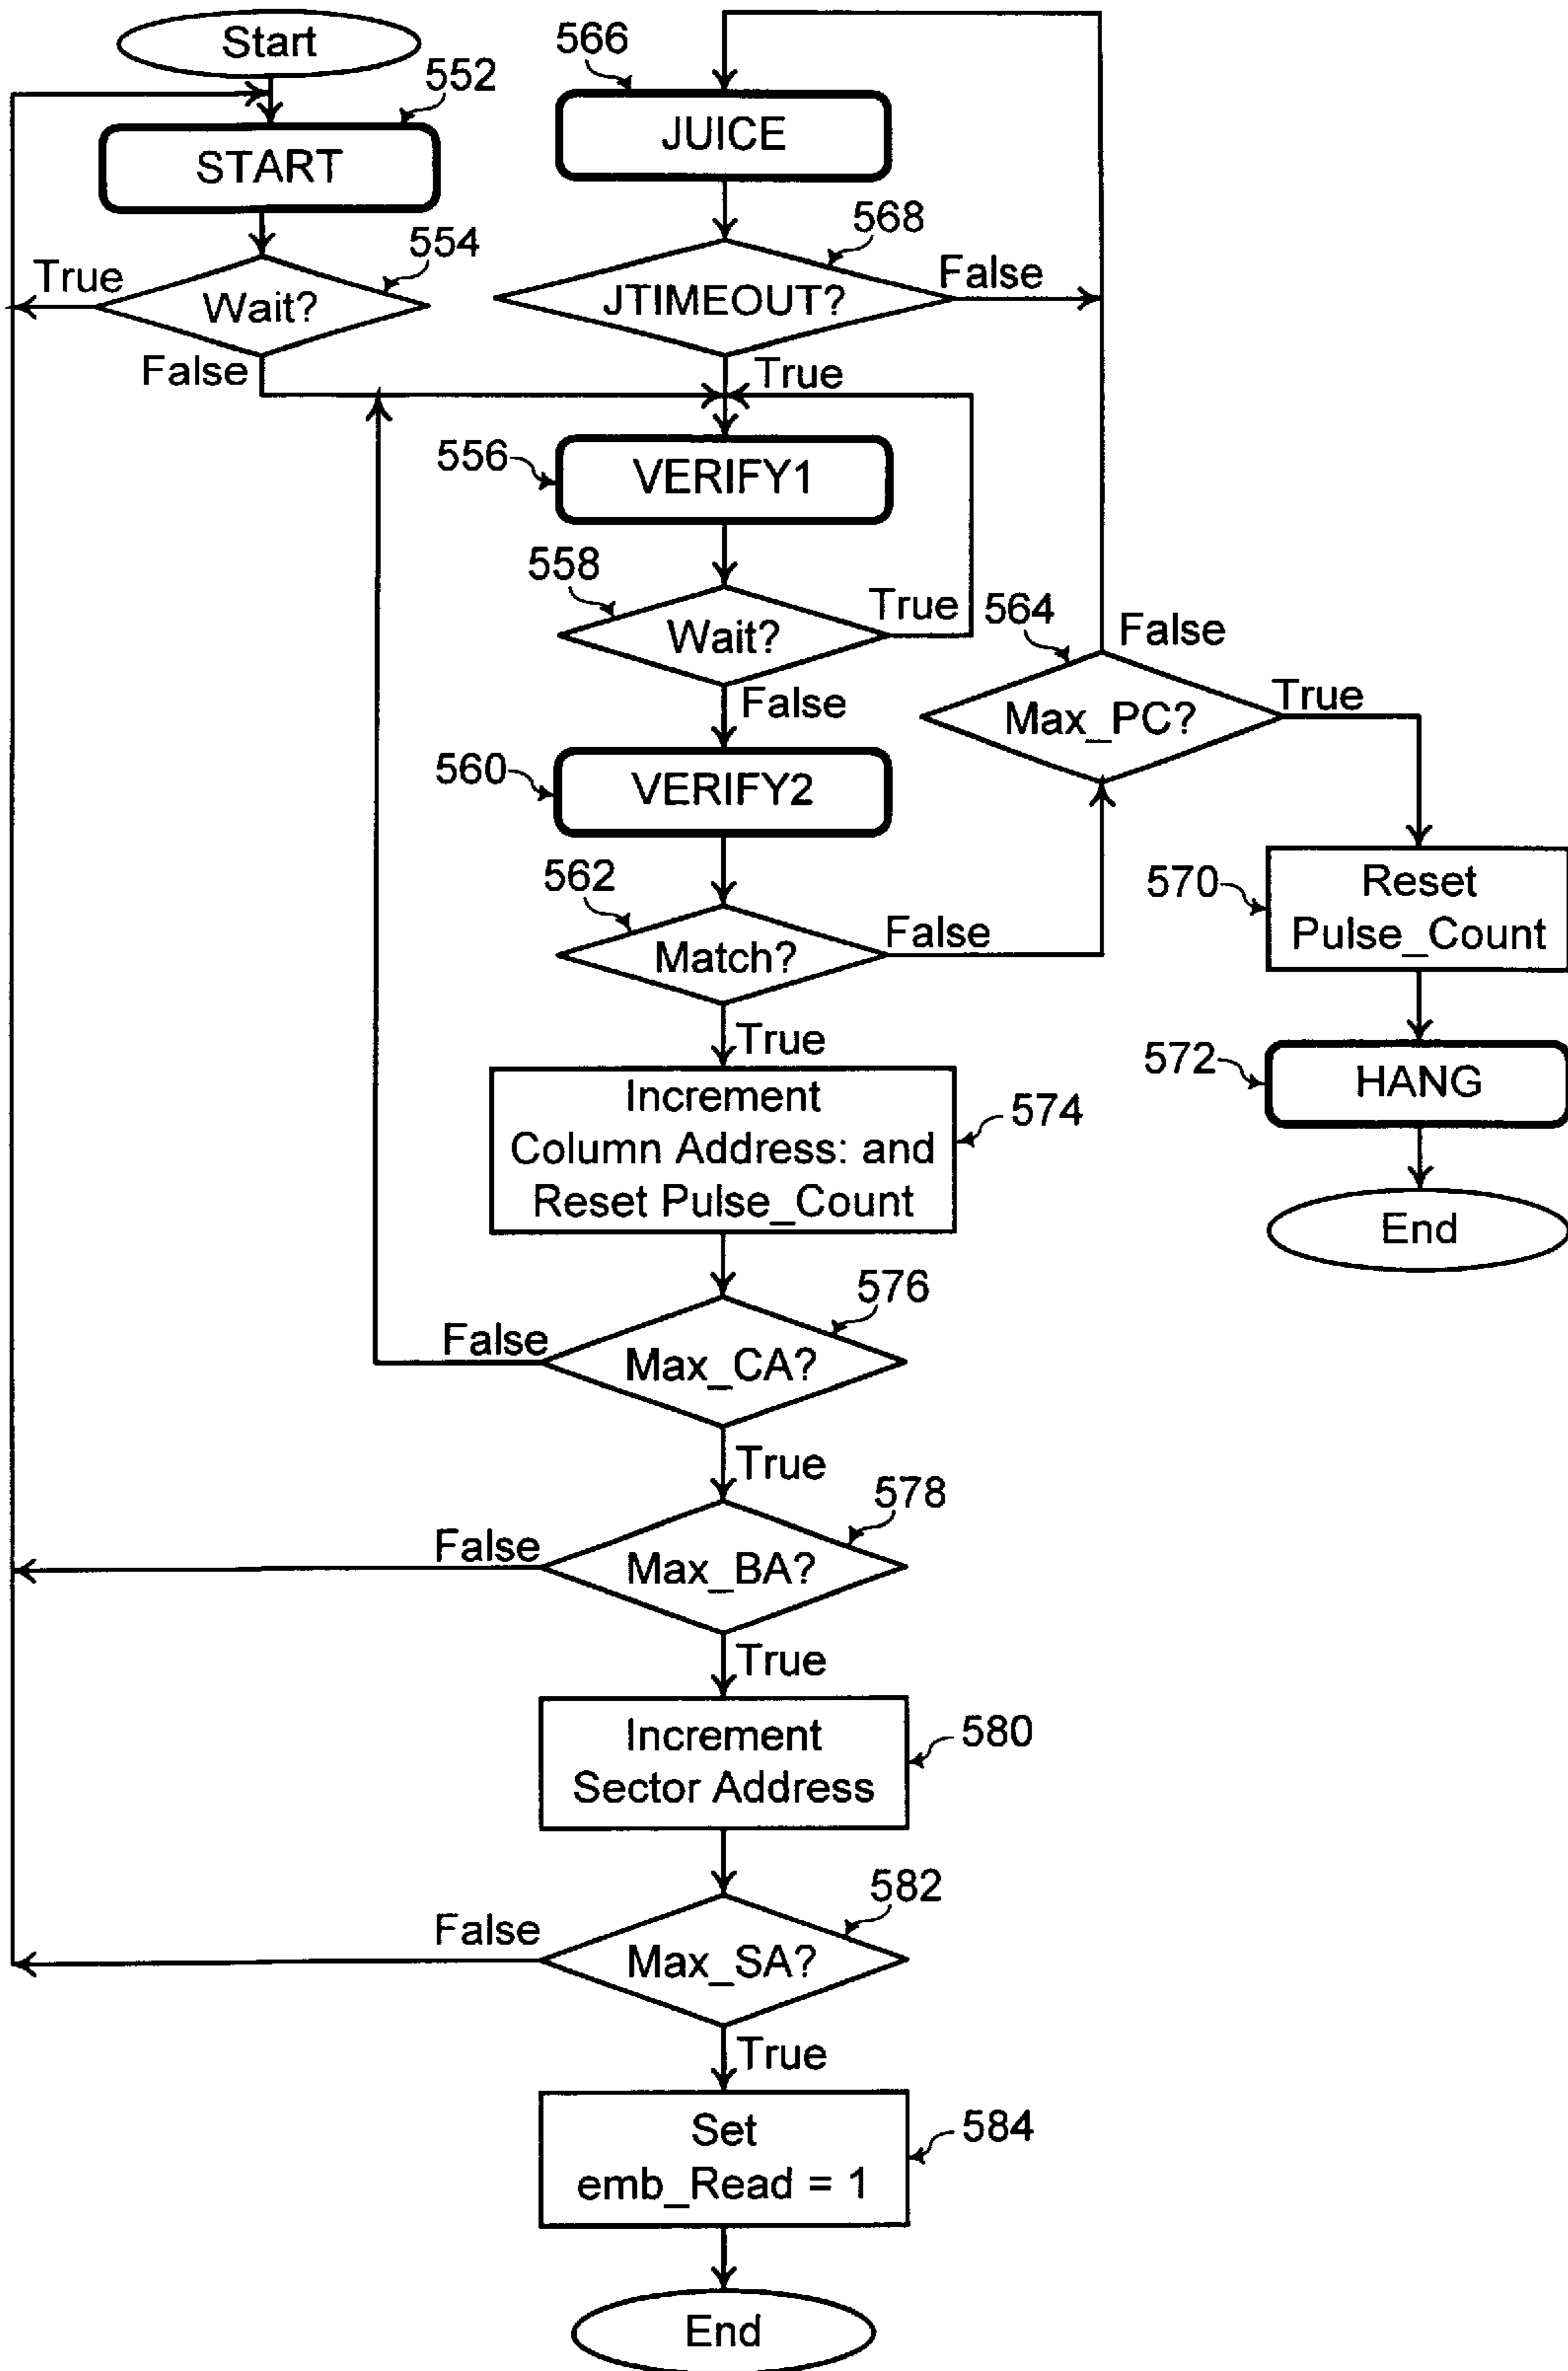 Start
552
START
554
True
Wait?
False
566
JUICE
568
False
JTIMEOUT?
True
556
VERIFY1
558
True
Wait?
False
564
False
True
Max_PC?
560
VERIFY2
562
False
Match?
True
570
Reset
Pulse_Count
572
HANG
End
Increment
Column Address: and
Reset Pulse_Count
574
576
False
Max_CA?
True
578
False
Max_BA?
True
Increment
Sector Address
580
582
False
Max_SA?
True
Set
emb_Read = 1
584
End